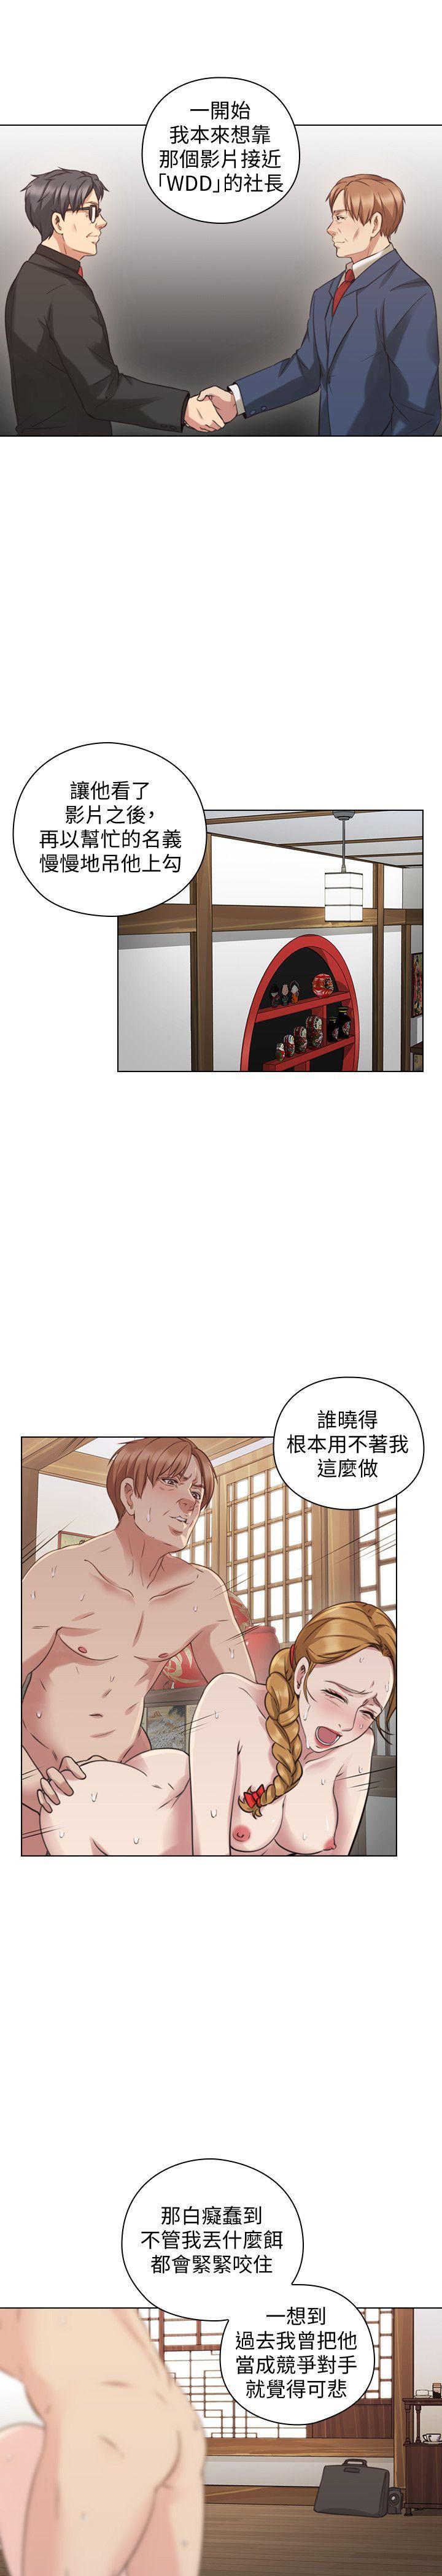 一開始
我本來想靠
那個影片接近
「WDD」的社長
讓他看了
影片之後,
再以幫忙的名義
慢慢地吊他上勾
誰曉得
根本用不著我
這麼做
那白癡蠢到
不管我丟什麼餌
都會緊緊咬住
一想到
過去我曾把他
當成競爭對手
就覺得可悲